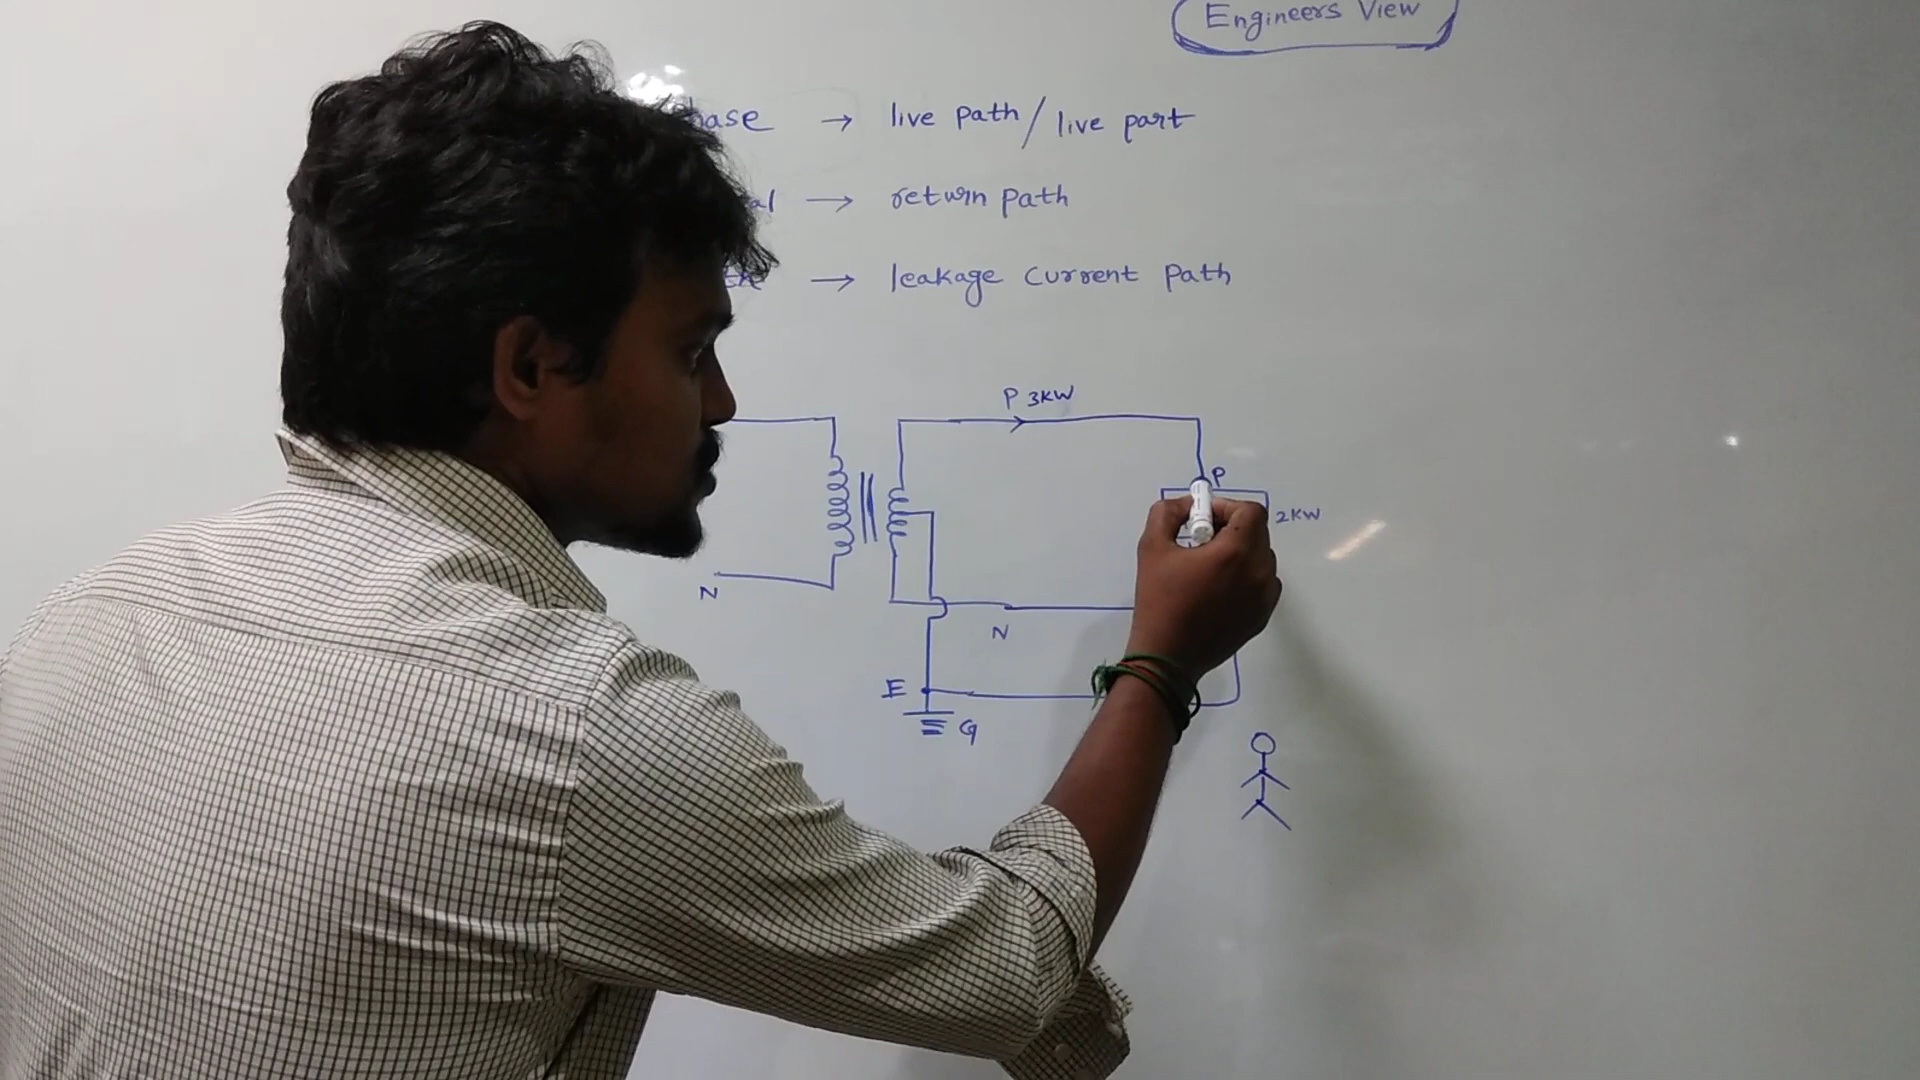 Engineers View
→ live path / live part
→ return path
→ leakage current path
P 3KW
P
2KW
N
N
E
G